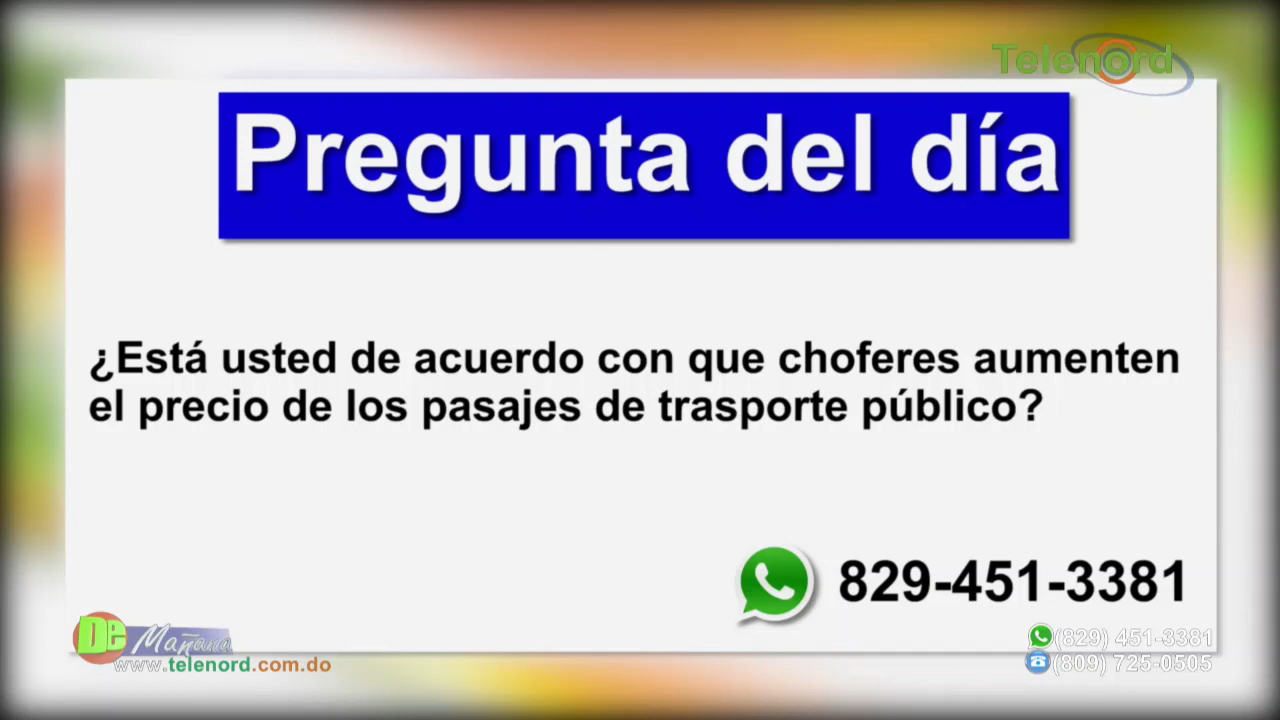 Telenord
Pregunta del día
¿Está usted de acuerdo con que choferes aumenten
el precio de los pasajes de trasporte público?
829-451-3381
De Mañana
www.telenord.com.do
(829) 451-3381
(809) 725-0505